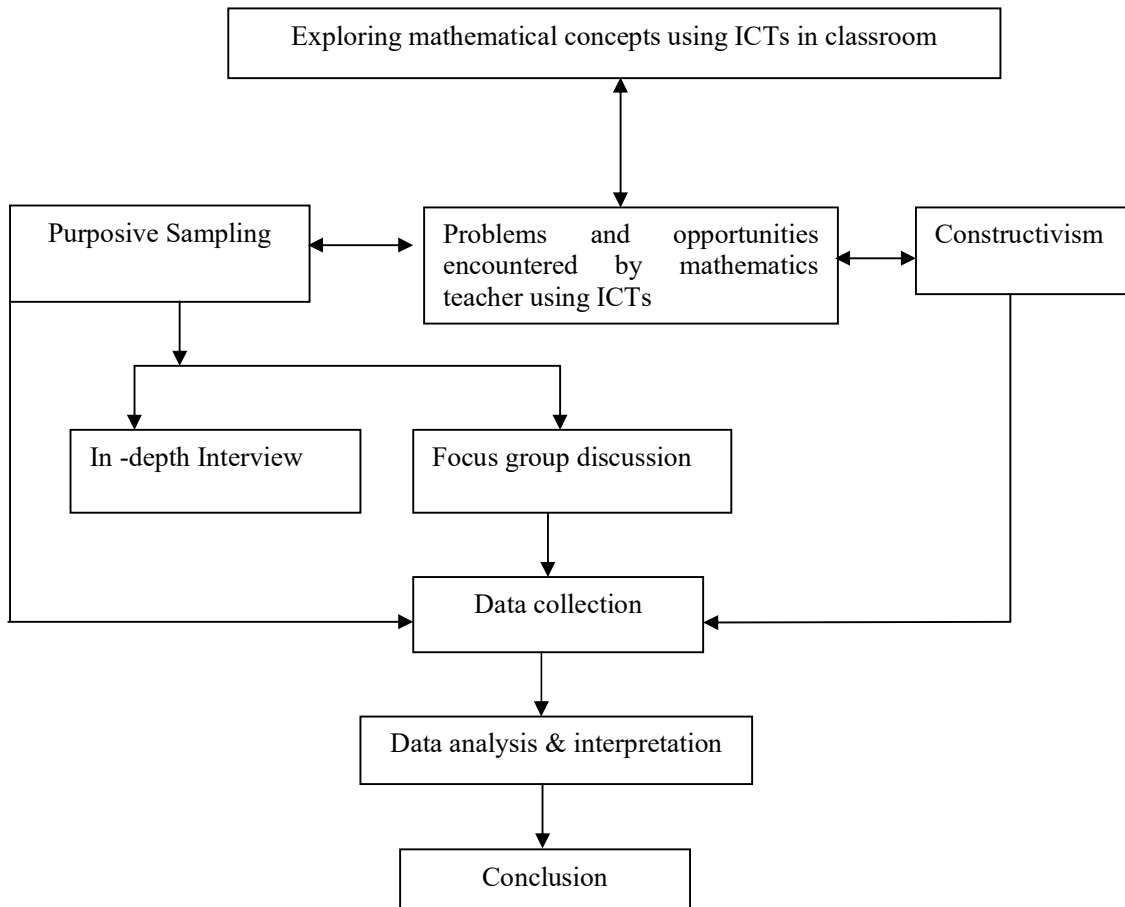 Exploring mathematical concepts using ICTs in classroom
Purposive Sampling
Problems and opportunities
encountered by mathematics
teacher using ICTs
Constructivism
In -depth Interview
Focus group discussion
Data collection
Data analysis & interpretation
Conclusion